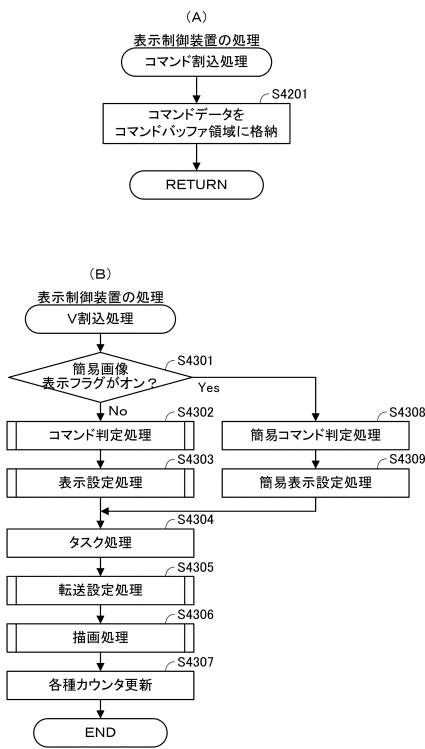 (A)
表示制御装置の処理
コマンド割込処理
S4201
コマンドデータを
コマンドバッファ領域に格納
RETURN
(B)
表示制御装置の処理
V割込処理
S4301
簡易画像
表示フラグがオン?
Yes
No
S4302
コマンド判定処理
S4308
簡易コマンド判定処理
S4303
表示設定処理
S4309
簡易表示設定処理
S4304
タスク処理
S4305
転送設定処理
S4306
描画処理
S4307
各種カウンタ更新
END